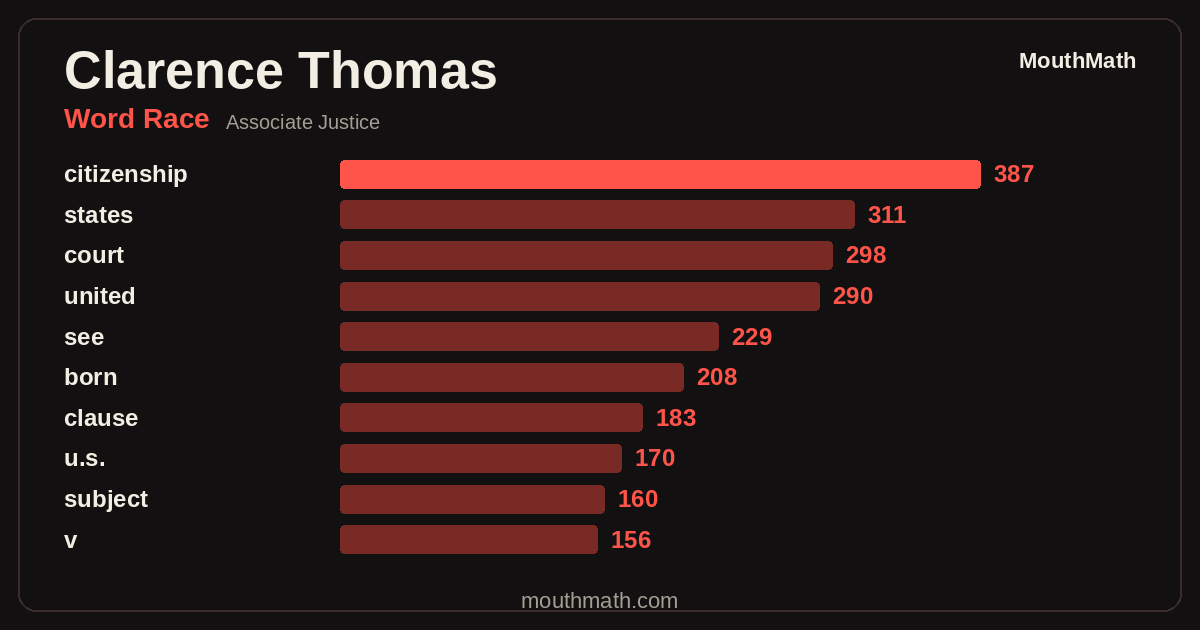 Clarence Thomas
MouthMath
Word Race Associate Justice
citizenship 387
states 311
court 298
united 290
see 229
born 208
clause 183
u.s. 170
subject 160
v 156
mouthmath.com